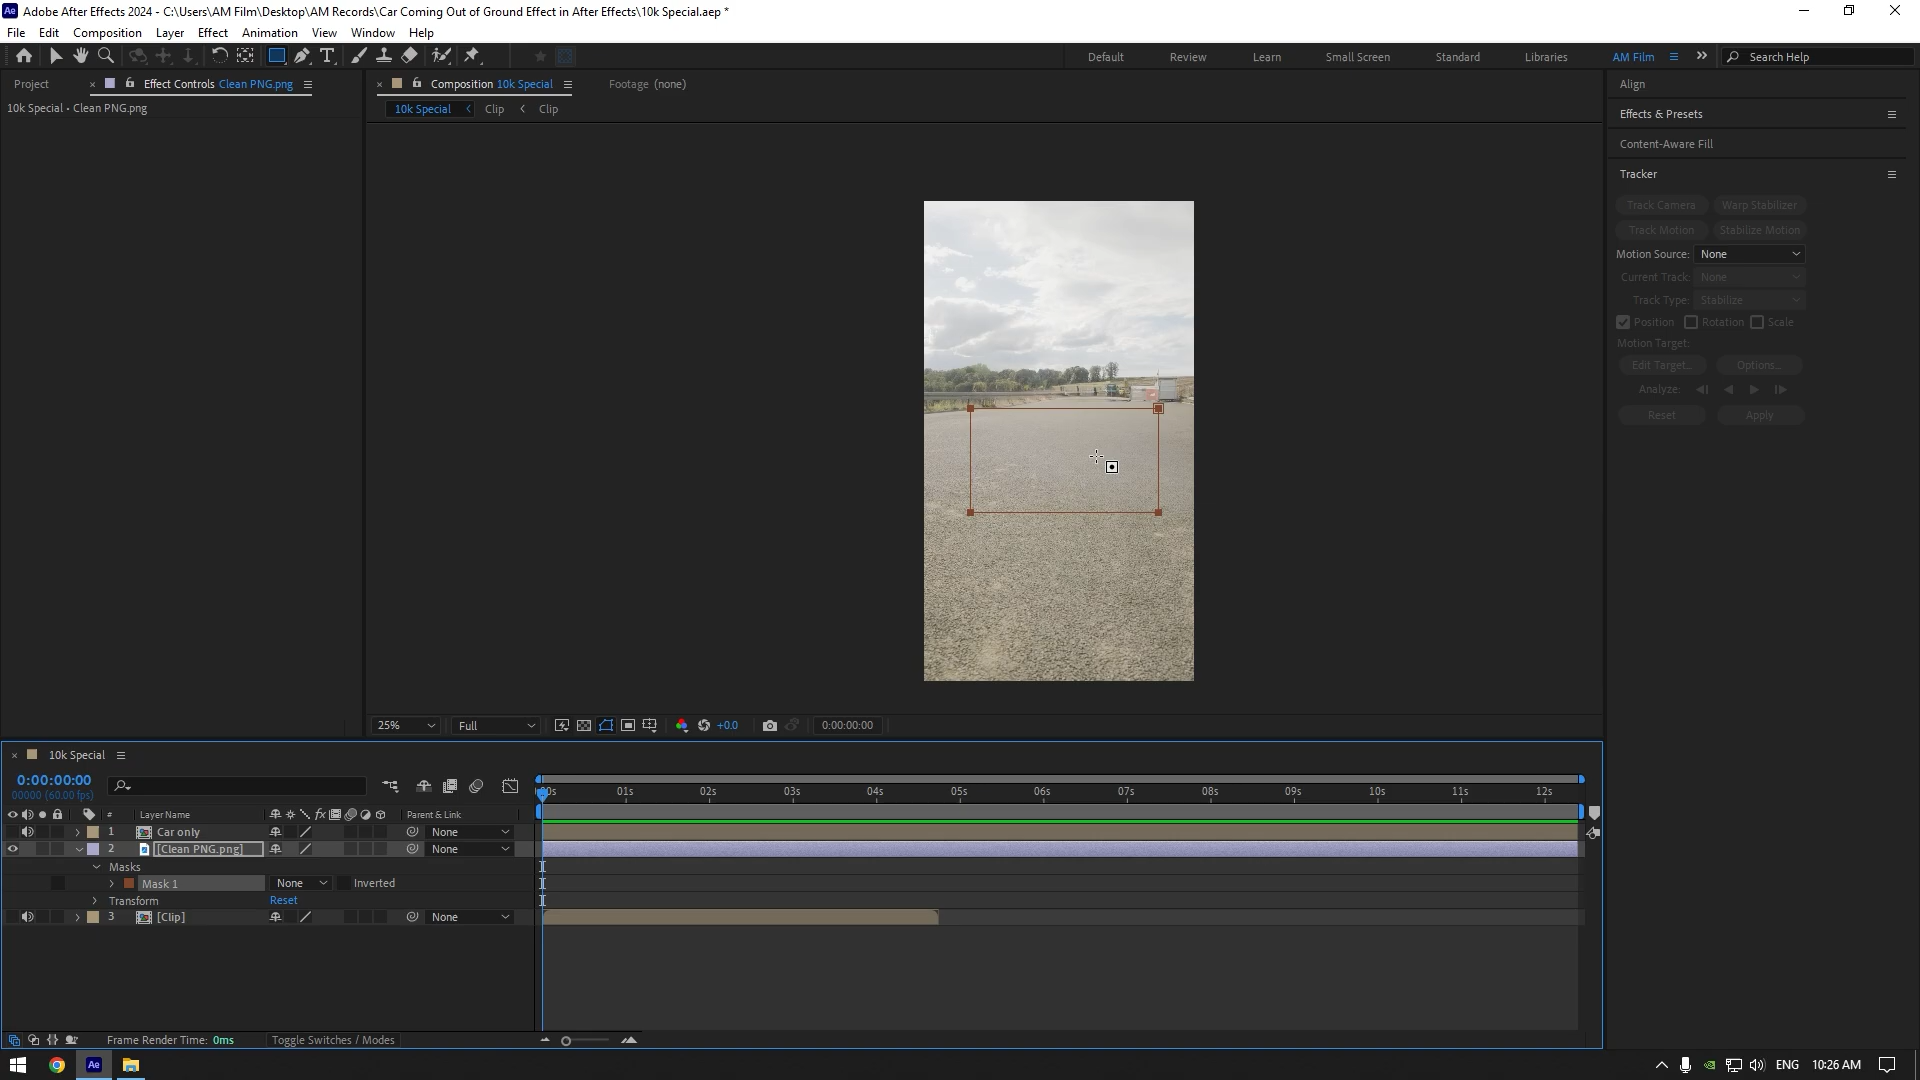 Adobe After Effects 2024 - C:\Users\AM Film\Desktop\AM Records\Car Coming Out of Ground Effect in After Effects\10k Special.aep *
File Edit Composition Layer Effect Animation View Window Help
Default Review Learn Small Screen Standard Libraries AM Film Search Help
Project Effect Controls Clean PNG.png
10k Special • Clean PNG.png
Composition 10k Special Footage (none)
10k Special Clip Clip
Align
Effects & Presets
Content-Aware Fill
Tracker
Track Camera Warp Stabilizer
Track Motion Stabilize Motion
Motion Source: None
Current Track: None
Track Type: Stabilize
Position Rotation Scale
Motion Target:
Edit Target... Options...
Analyze:
Reset Apply
25% Full +0.0 0:00:00:00
10k Special
0:00:00:00
00000 (60.00 fps)
:00s 01s 02s 03s 04s 05s 06s 07s 08s 09s 10s 11s 12s
# Layer Name fx Parent & Link
1 Car only None
2 [Clean PNG.png] None
Masks
Mask 1 None Inverted
Transform Reset
3 [Clip] None
Frame Render Time: 0ms Toggle Switches / Modes
ENG 10:26 AM